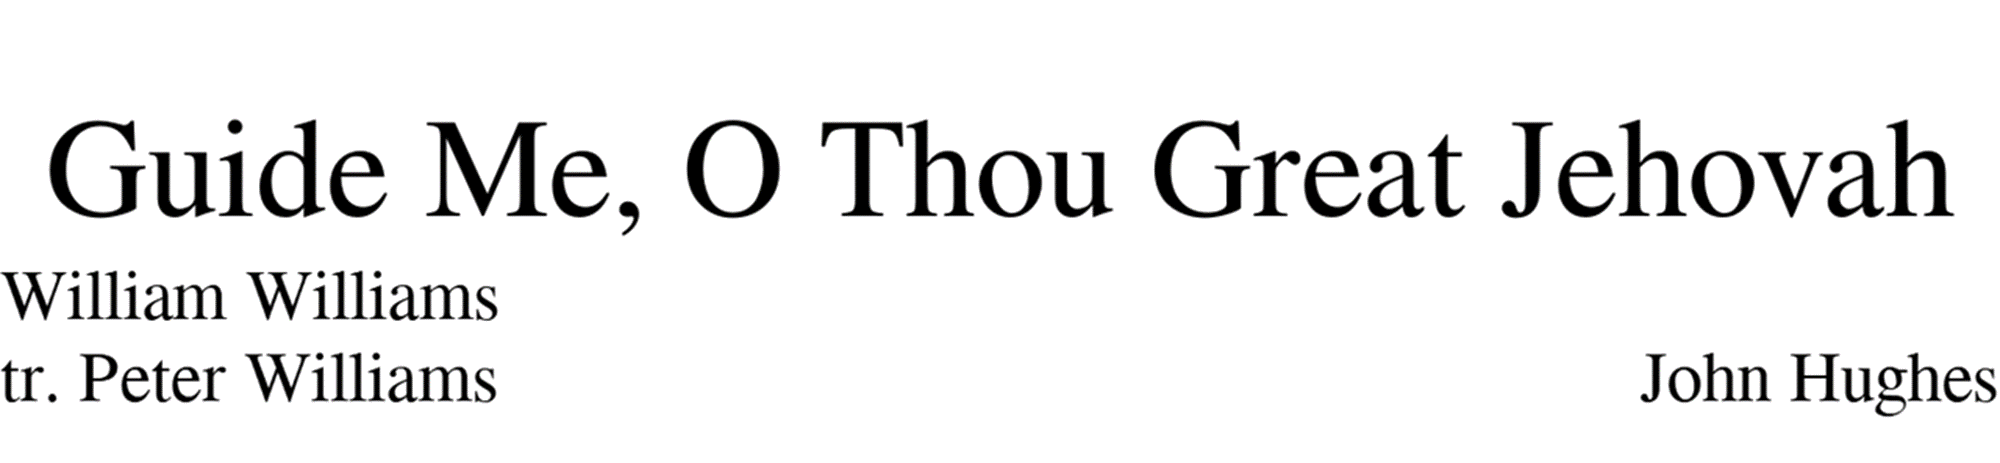 Guide Me, O Thou Great Jehovah
William Williams
tr. Peter Williams
John Hughes